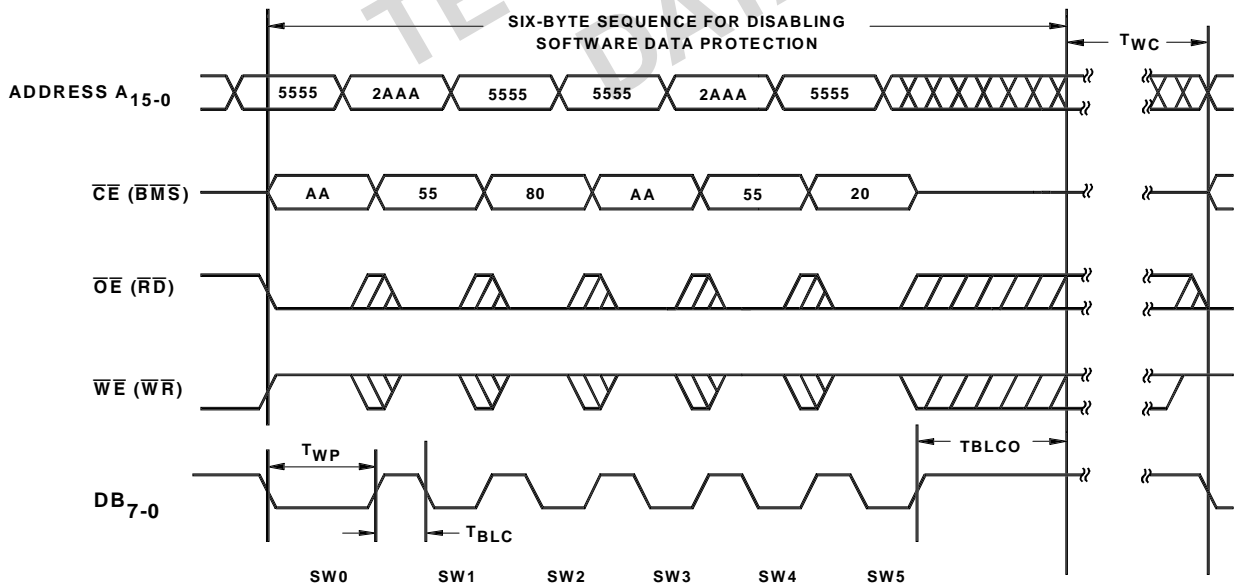 TE
DATA
SIX-BYTE SEQUENCE FOR DISABLING
SOFTWARE DATA PROTECTION
TWC
ADDRESS A15-0
5555 2AAA 5555 5555 2AAA 5555
CE (BMS)
AA 55 80 AA 55 20
OE (RD)
WE (WR)
TWP
TBLCO
DB7-0
TBLC
SW0 SW1 SW2 SW3 SW4 SW5